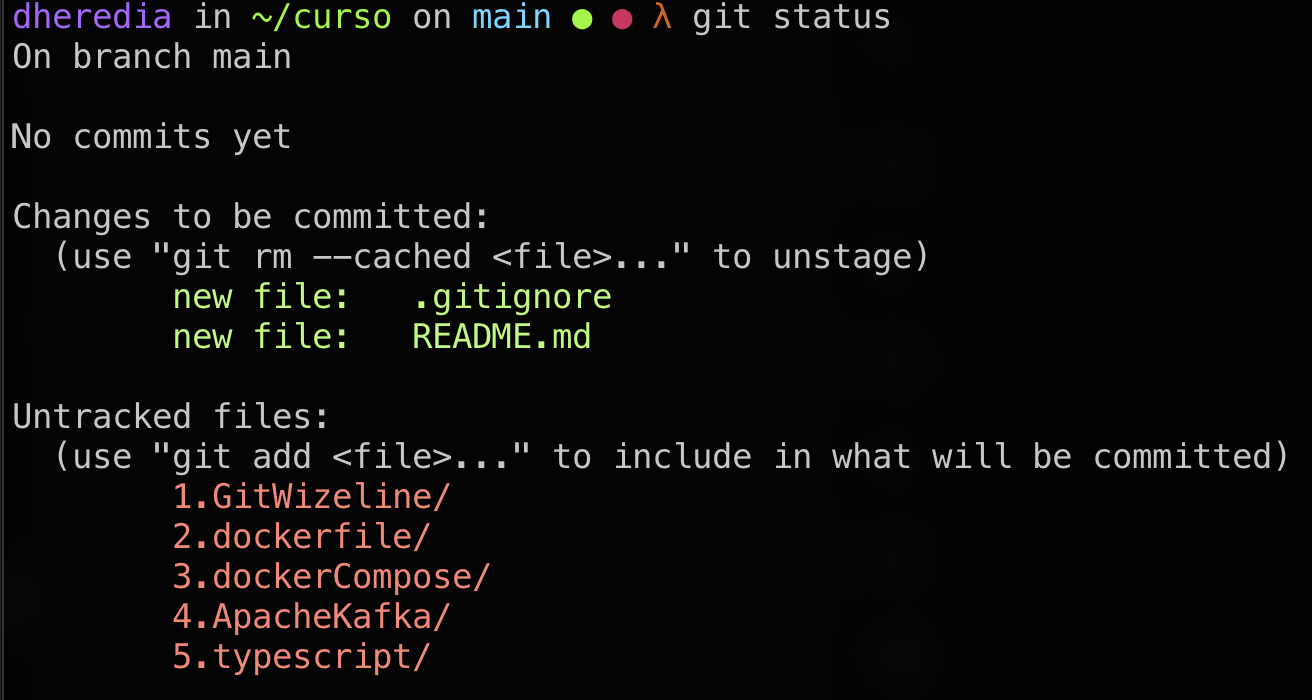 dheredia in ~/curso on main ● ● λ git status
On branch main
No commits yet
Changes to be committed:
  (use "git rm --cached <file>..." to unstage)
        new file:   .gitignore
        new file:   README.md
Untracked files:
  (use "git add <file>..." to include in what will be committed)
        1.GitWizeline/
        2.dockerfile/
        3.dockerCompose/
        4.ApacheKafka/
        5.typescript/